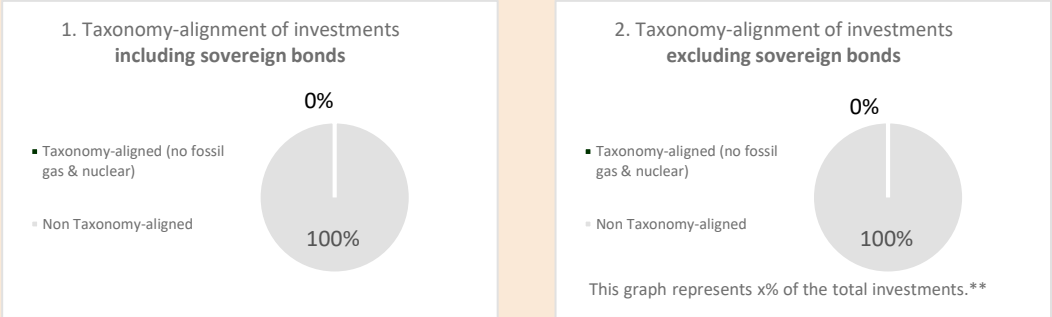 1. Taxonomy-alignment of investments
including sovereign bonds
0%
Taxonomy-aligned (no fossil
gas & nuclear)
Non Taxonomy-aligned
100%
2. Taxonomy-alignment of investments
excluding sovereign bonds
0%
Taxonomy-aligned (no fossil
gas & nuclear)
Non Taxonomy-aligned
100%
This graph represents x% of the total investments.**